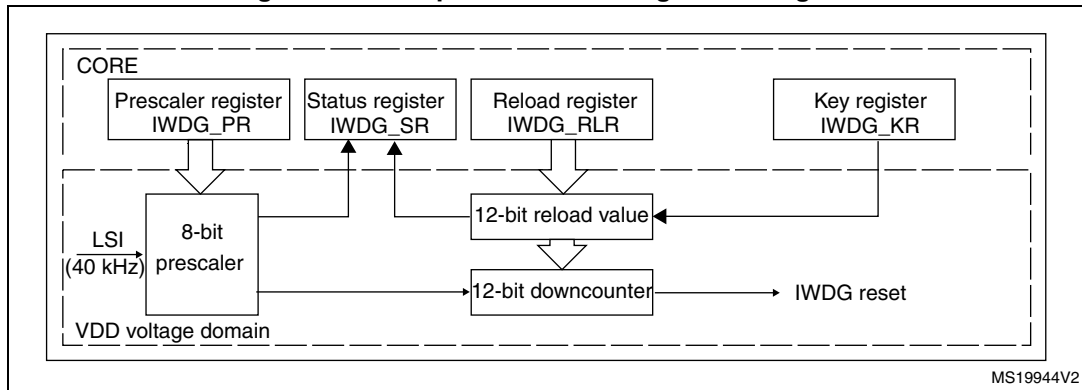 CORE
Prescaler register
IWDG_PR
Status register
IWDG_SR
Reload register
IWDG_RLR
Key register
IWDG_KR
LSI
(40 kHz)
8-bit
prescaler
12-bit reload value
12-bit downcounter
IWDG reset
VDD voltage domain
MS19944V2